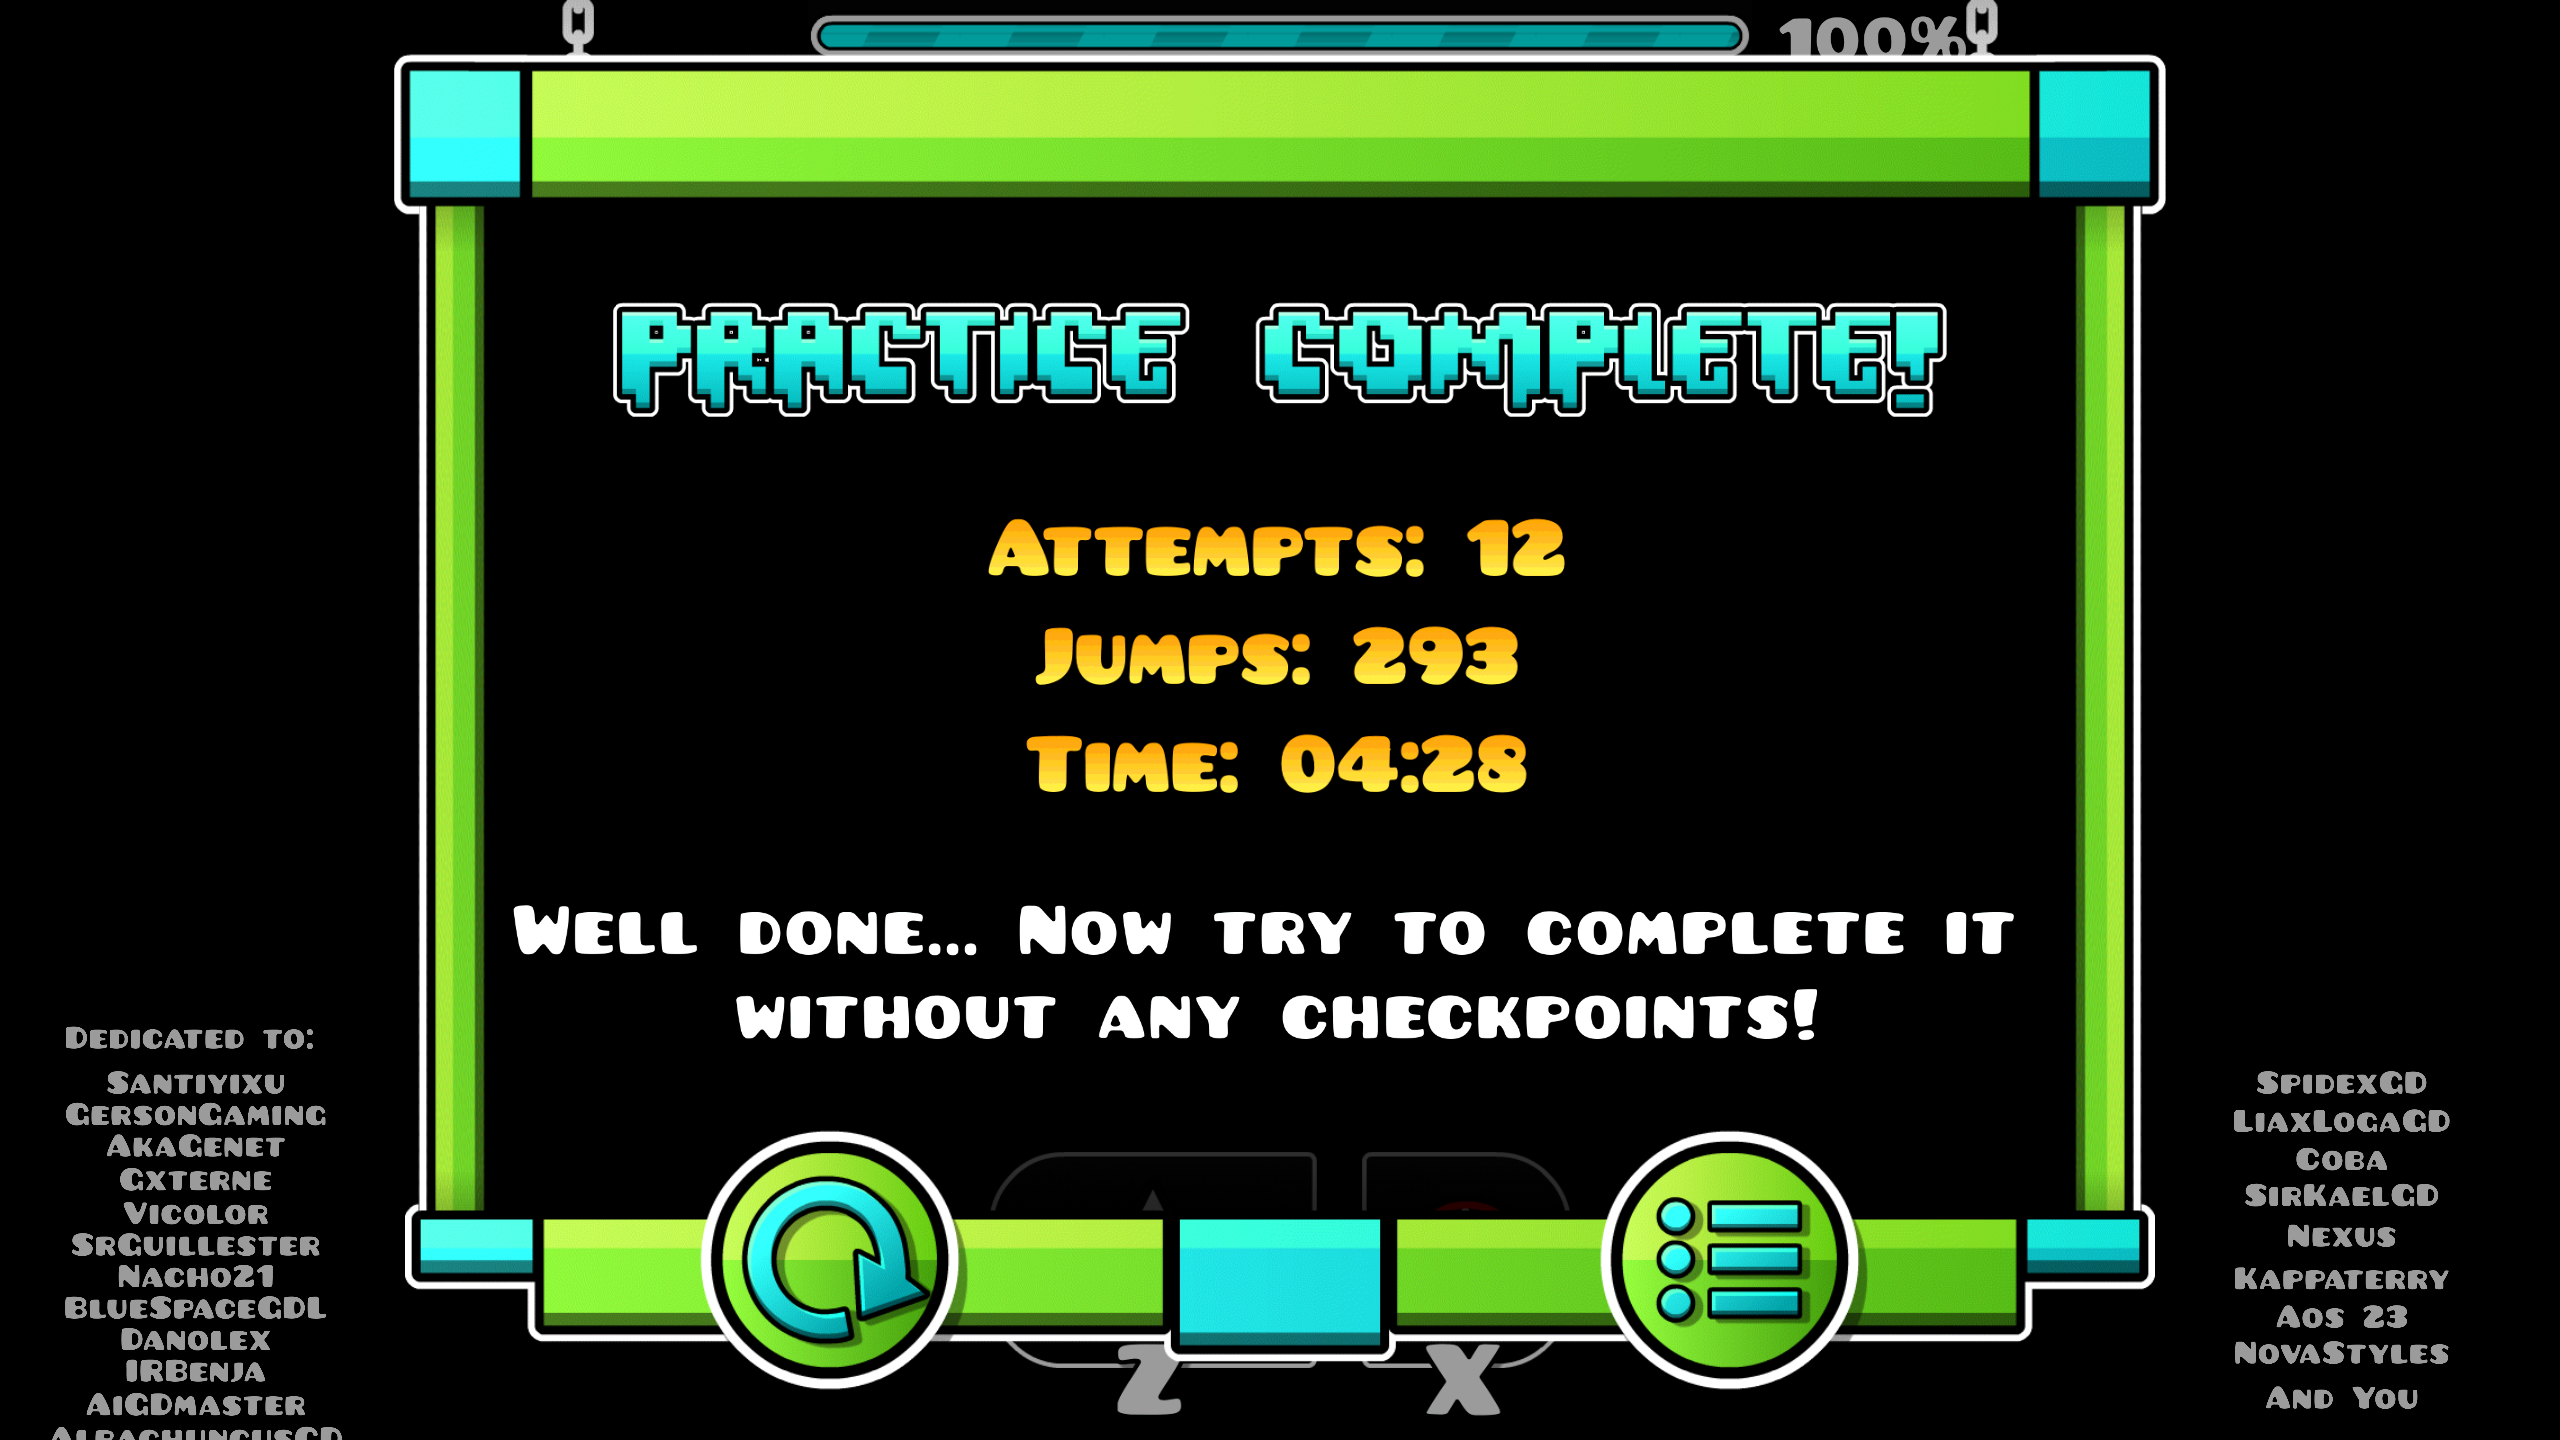 100%
PRACTICE COMPLETE!
Attempts: 12
Jumps: 293
Time: 04:28
Well done... Now try to complete it
without any checkpoints!
Dedicated to:
Santiyixu
GersonGaming
AkaGenet
Gxterne
Vicolor
SrGuillester
Nacho21
BlueSpaceGDL
Danolex
IRBenja
AiGDmaster
SpidexGD
LiaxLogaGD
Coba
SirKaelGD
Nexus
Kappaterry
Aos 23
NovaStyles
And You
Z
X